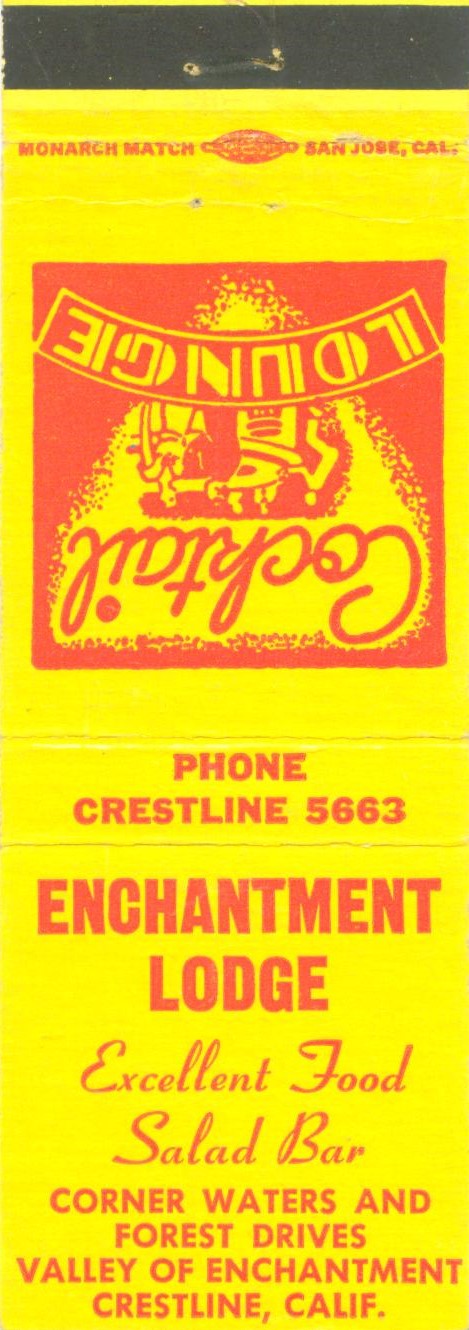 MONARCH MATCH SAN JOSE, CAL.
Cocktail
LOUNGE
PHONE
CRESTLINE 5663
ENCHANTMENT
LODGE
Excellent Food
Salad Bar
CORNER WATERS AND
FOREST DRIVES
VALLEY OF ENCHANTMENT
CRESTLINE, CALIF.